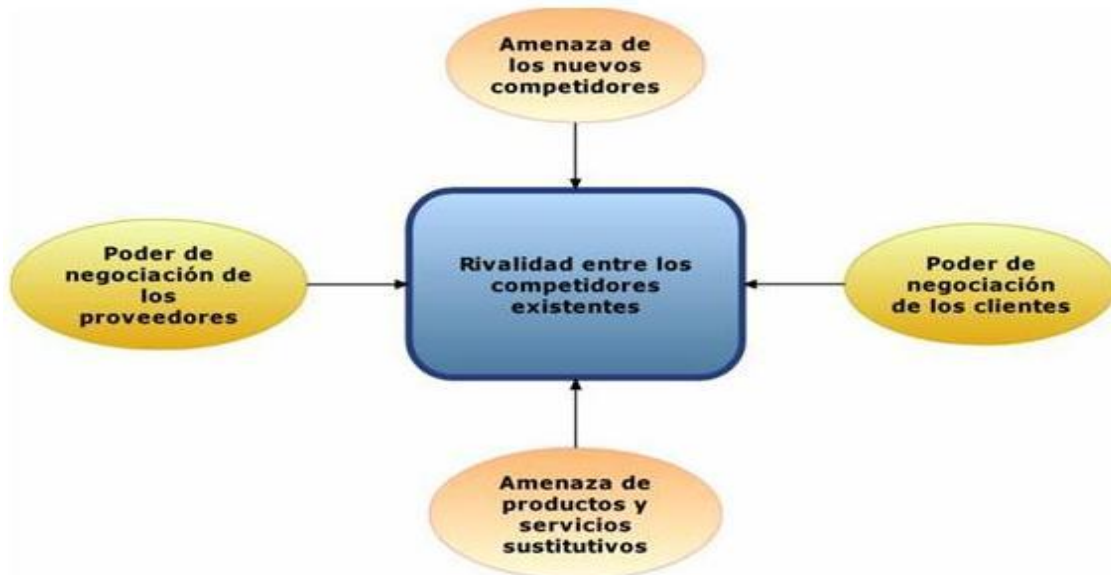 Amenaza de
los nuevos
competidores
Poder de
negociación de
los
proveedores
Rivalidad entre los
competidores
existentes
Poder de
negociación
de los clientes
Amenaza de
productos y
servicios
sustitutivos